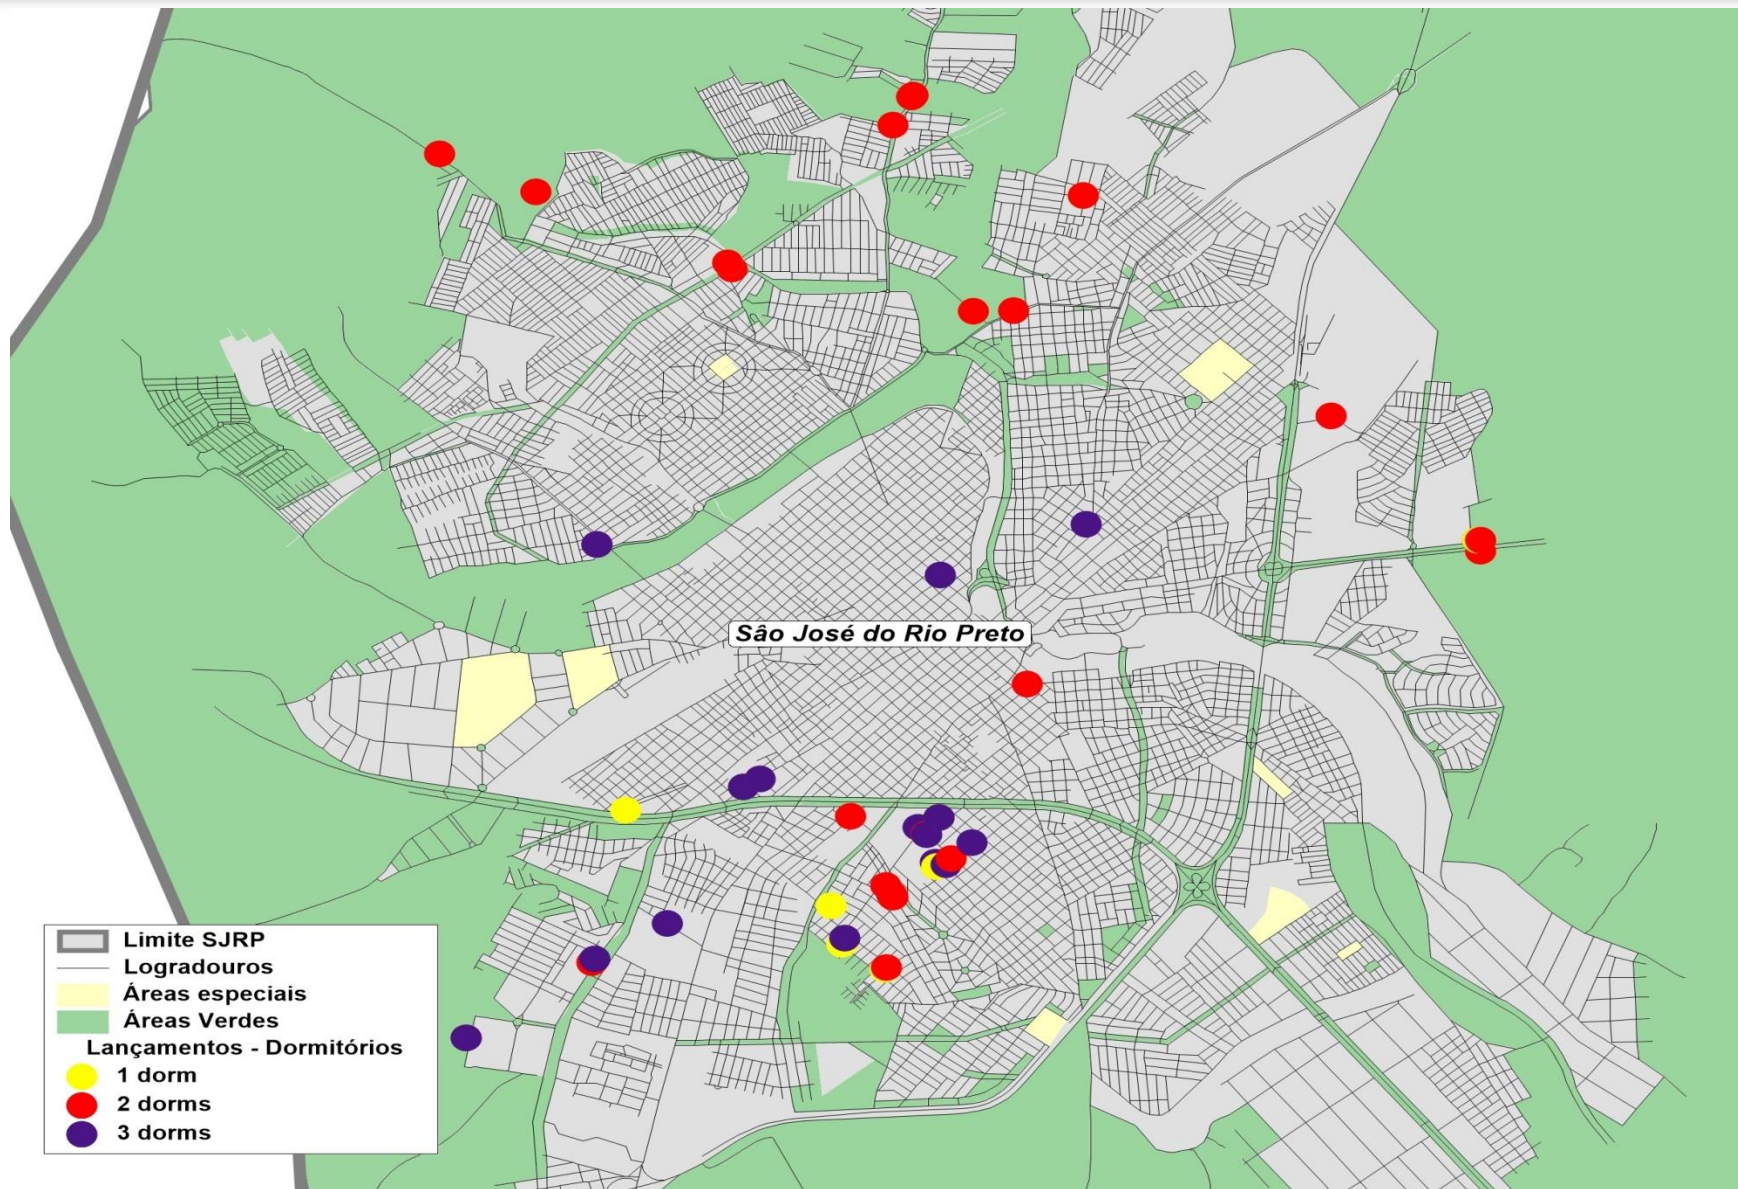 Sâo José do Rio Preto
Limite SJRP
Logradouros
Áreas especiais
Áreas Verdes
Lançamentos - Dormitórios
1 dorm
2 dorms
3 dorms